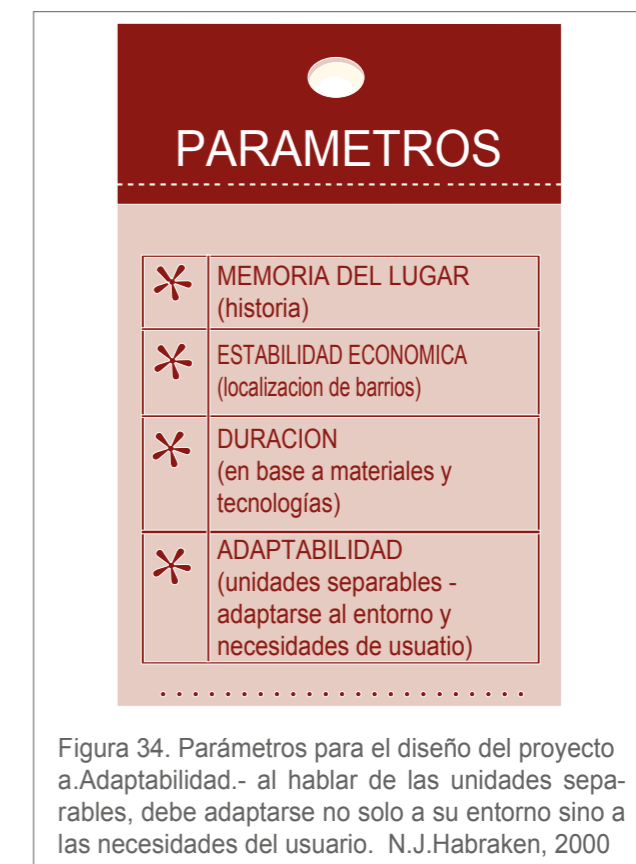 PARAMETROS
MEMORIA DEL LUGAR
(historia)
ESTABILIDAD ECONOMICA
(localizacion de barrios)
DURACION
(en base a materiales y
tecnologías)
ADAPTABILIDAD
(unidades separables -
adaptarse al entorno y
necesidades de usuatio)
Figura 34. Parámetros para el diseño del proyecto
a.Adaptabilidad.- al hablar de las unidades sepa-
rables, debe adaptarse no solo a su entorno sino a
las necesidades del usuario. N.J.Habraken, 2000